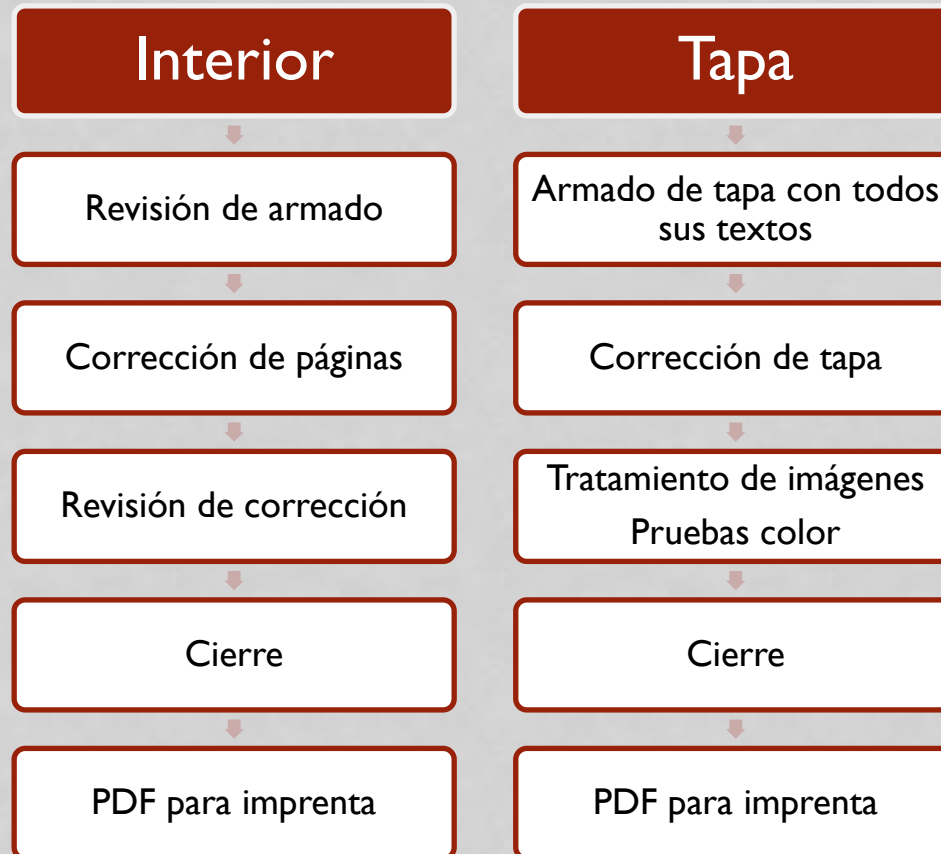 Interior
Revisión de armado
Corrección de páginas
Revisión de corrección
Cierre
PDF para imprenta
Tapa
Armado de tapa con todos
sus textos
Corrección de tapa
Tratamiento de imágenes
Pruebas color
Cierre
PDF para imprenta